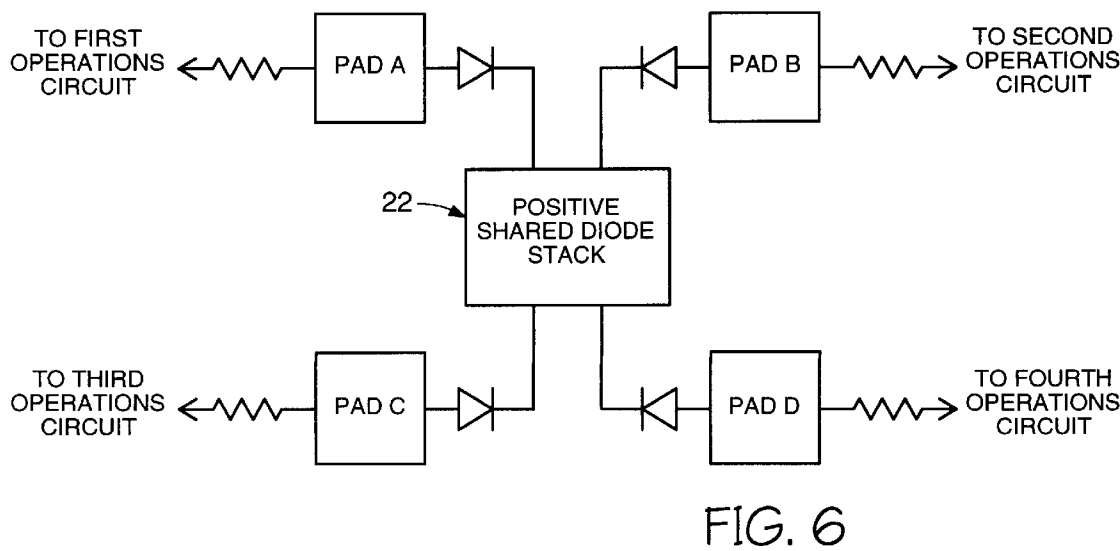 TO FIRST
OPERATIONS
CIRCUIT
PAD A
PAD B
TO SECOND
OPERATIONS
CIRCUIT
22
POSITIVE
SHARED DIODE
STACK
TO THIRD
OPERATIONS
CIRCUIT
PAD C
PAD D
TO FOURTH
OPERATIONS
CIRCUIT
FIG. 6